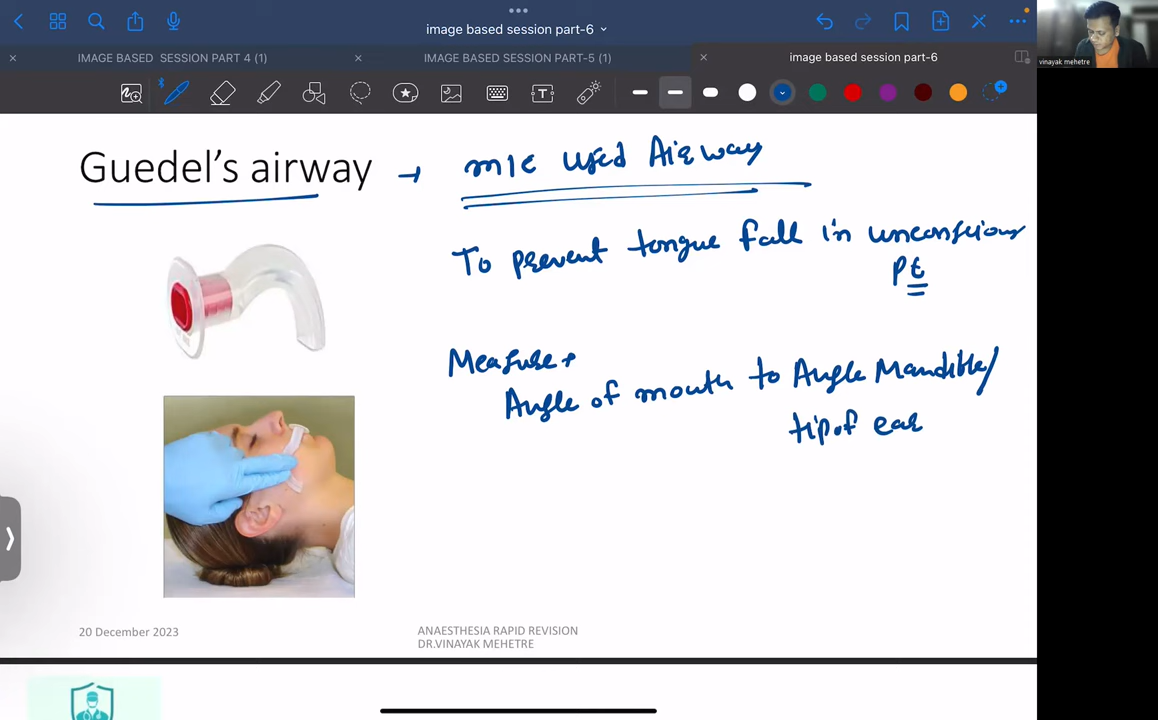 image based session part-6
IMAGE BASED SESSION PART 4 (1)
IMAGE BASED SESSION PART-5 (1)
image based session part-6
vinayak mehetre
Guedel's airway → m/c used Airway
To prevent tongue fall in unconscious
pt
Measure →
Angle of mouth to Angle Mandible/
tip of ear
20 December 2023
ANAESTHESIA RAPID REVISION
DR.VINAYAK MEHETRE